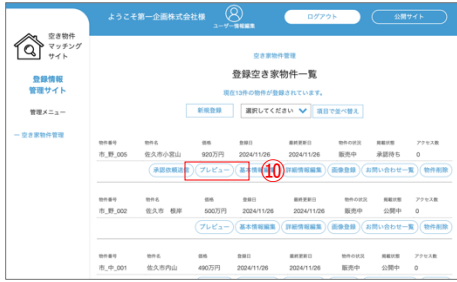 ようこそ第一企画株式会社様
ユーザー情報編集
ログアウト
公開サイト
空き物件
マッチング
サイト
登録情報
管理サイト
管理メニュー
― 空き家物件管理
空き家物件管理
登録空き家物件一覧
現在13件の物件が登録されています。
新規登録 選択してください 項目で並べ替え
物件番号 物件名 価格 登録日 最終更新日 物件の状況 掲載状態 アクセス数
市_野_005 佐久市小宮山 920万円 2024/11/26 2024/11/26 販売中 承認待ち 0
承認依頼送信 プレビュー 基本情報編集 ⑩ 詳細情報編集 画像登録 お問い合わせ一覧 物件削除
物件番号 物件名 価格 登録日 最終更新日 物件の状況 掲載状態 アクセス数
市_野_002 佐久市 根岸 500万円 2024/11/26 2024/11/26 販売中 公開中 0
プレビュー 基本情報編集 詳細情報編集 画像登録 お問い合わせ一覧 物件削除
物件番号 物件名 価格 登録日 最終更新日 物件の状況 掲載状態 アクセス数
市_中_001 佐久市内山 490万円 2024/11/26 2024/11/26 販売中 公開中 0